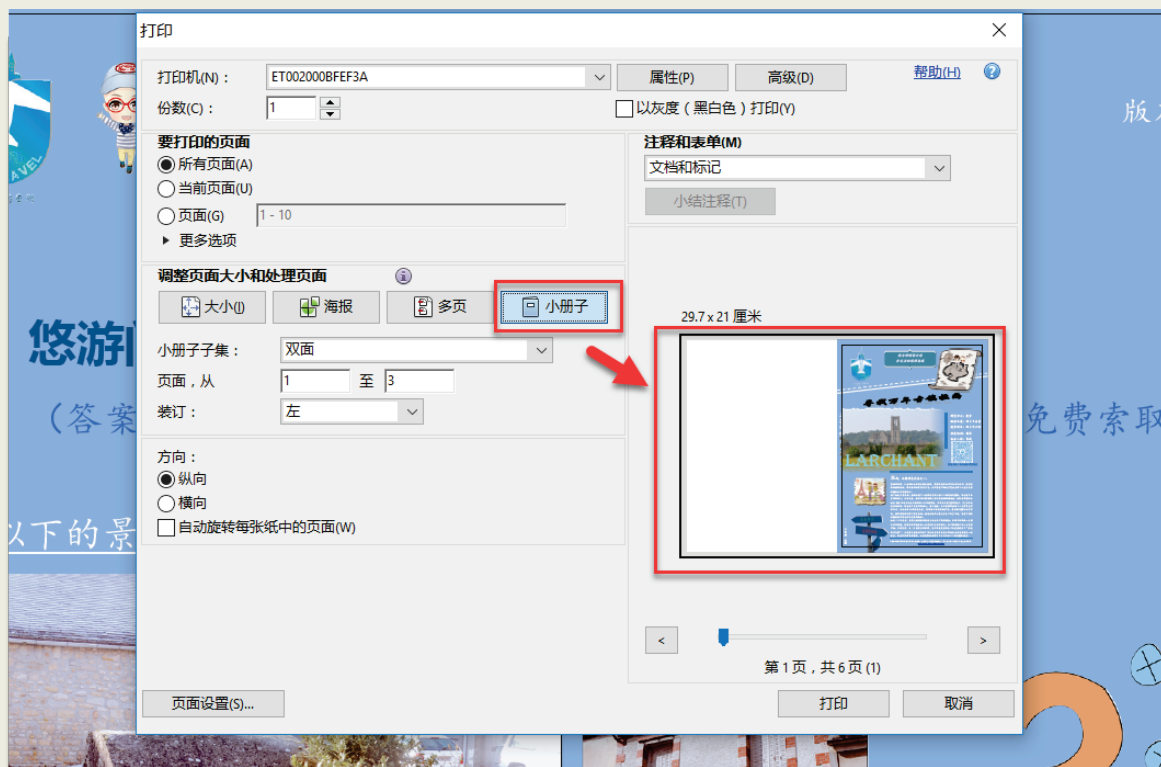 打印
打印机(N)：
ET002000BFEF3A
属性(P)
高级(D)
帮助(H)
份数(C)：
1
以灰度（黑白色）打印(Y)
要打印的页面
所有页面(A)
当前页面(U)
页面(G)
1 - 10
更多选项
注释和表单(M)
文档和标记
小结注释(T)
调整页面大小和处理页面
大小(I)
海报
多页
小册子
小册子子集：
双面
页面，从
1
至
3
装订：
左
方向：
纵向
横向
自动旋转每张纸中的页面(W)
29.7 x 21 厘米
LARCHANT
<
>
第 1 页，共 6 页 (1)
页面设置(S)...
打印
取消
AVEL
悠游
（答案
以下的景
版
免费索取